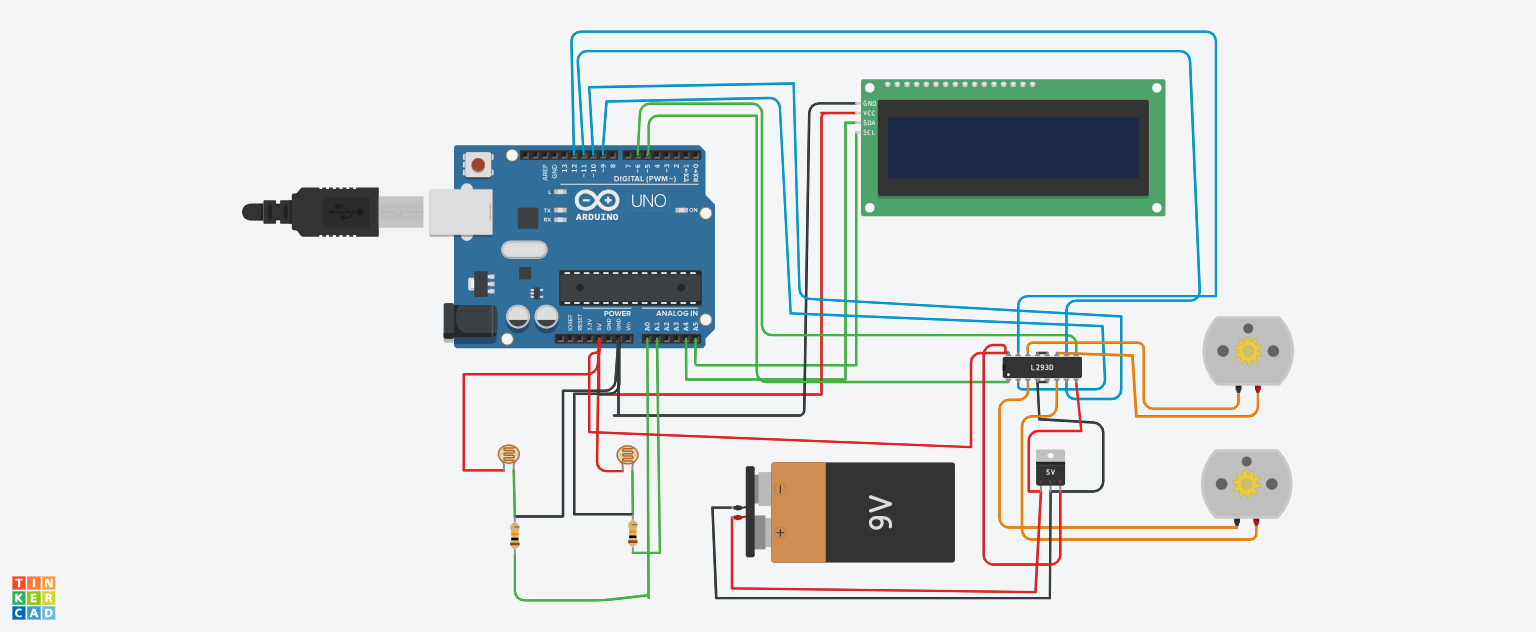 GND
VCC
SDA
SCL
AREF
GND
13
12
~11
~10
~9
8
7
~6
~5
4
~3
2
TX→1
RX←0
DIGITAL (PWM~)
L
TX
RX
ARDUINO
UNO
ON
POWER
ANALOG IN
IOREF
RESET
3.3V
5V
GND
GND
Vin
A0
A1
A2
A3
A4
A5
L293D
5V
9V
TIN
KER
CAD